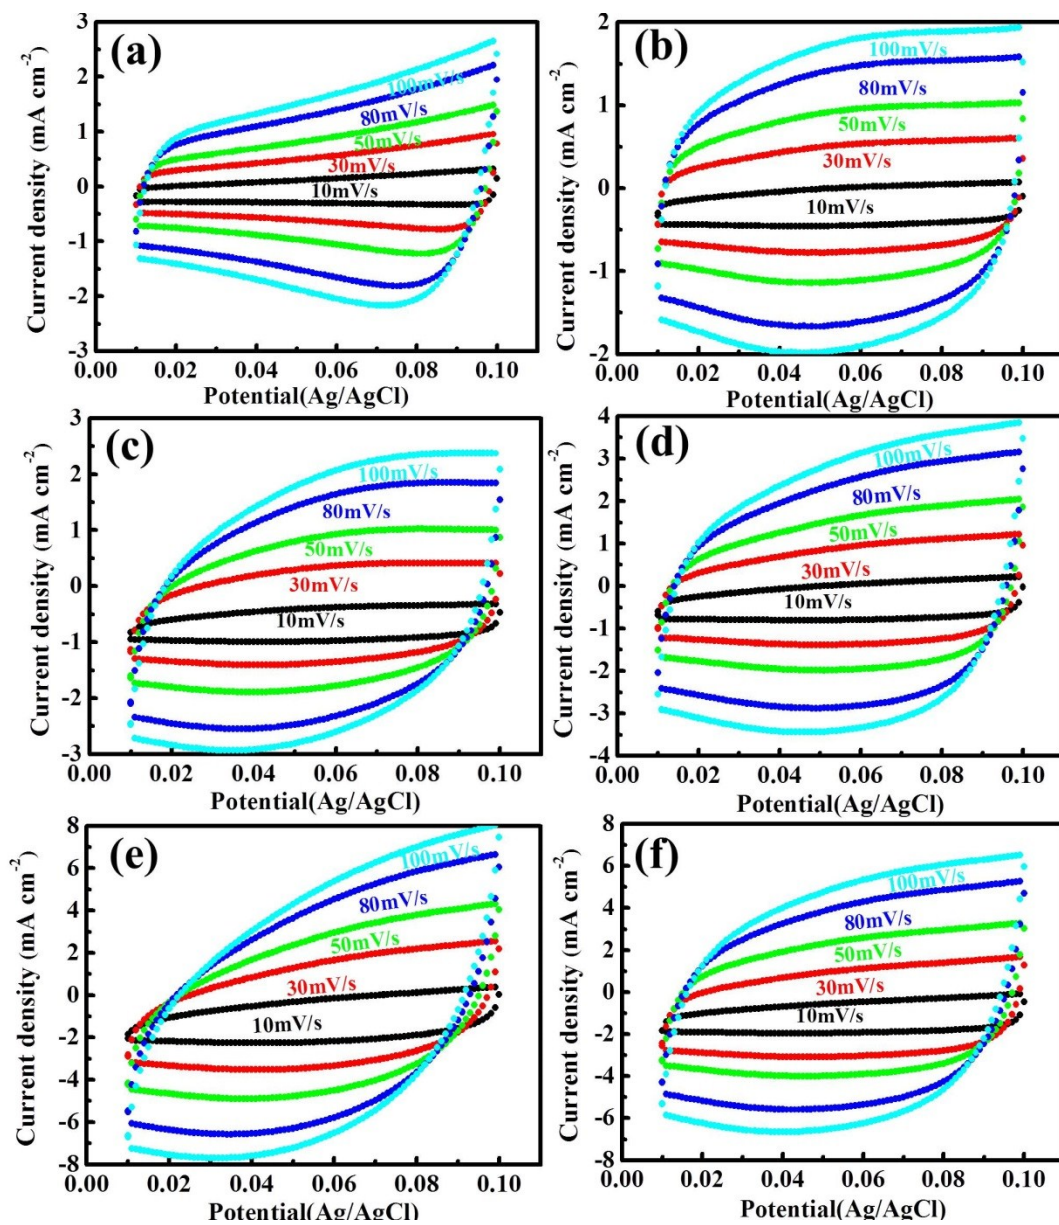 (a)
100mV/s
80mV/s
50mV/s
30mV/s
10mV/s
3
2
1
0
-1
-2
-3
0.00 0.02 0.04 0.06 0.08 0.10
Current density (mA cm-2)
Potential(Ag/AgCl)
(b)
100mV/s
80mV/s
50mV/s
30mV/s
10mV/s
2
1
0
-1
-2
0.00 0.02 0.04 0.06 0.08 0.10
Current density (mA cm-2)
Potential(Ag/AgCl)
(c)
100mV/s
80mV/s
50mV/s
30mV/s
10mV/s
3
2
1
0
-1
-2
-3
0.00 0.02 0.04 0.06 0.08 0.10
Current density (mA cm-2)
Potential(Ag/AgCl)
(d)
100mV/s
80mV/s
50mV/s
30mV/s
10mV/s
4
3
2
1
0
-1
-2
-3
-4
0.00 0.02 0.04 0.06 0.08 0.10
Current density (mA cm-2)
Potential(Ag/AgCl)
(e)
100mV/s
80mV/s
50mV/s
30mV/s
10mV/s
8
6
4
2
0
-2
-4
-6
-8
0.00 0.02 0.04 0.06 0.08 0.10
Current density (mA cm-2)
Potential(Ag/AgCl)
(f)
100mV/s
80mV/s
50mV/s
30mV/s
10mV/s
8
6
4
2
0
-2
-4
-6
-8
0.00 0.02 0.04 0.06 0.08 0.10
Current density (mA cm-2)
Potential(Ag/AgCl)